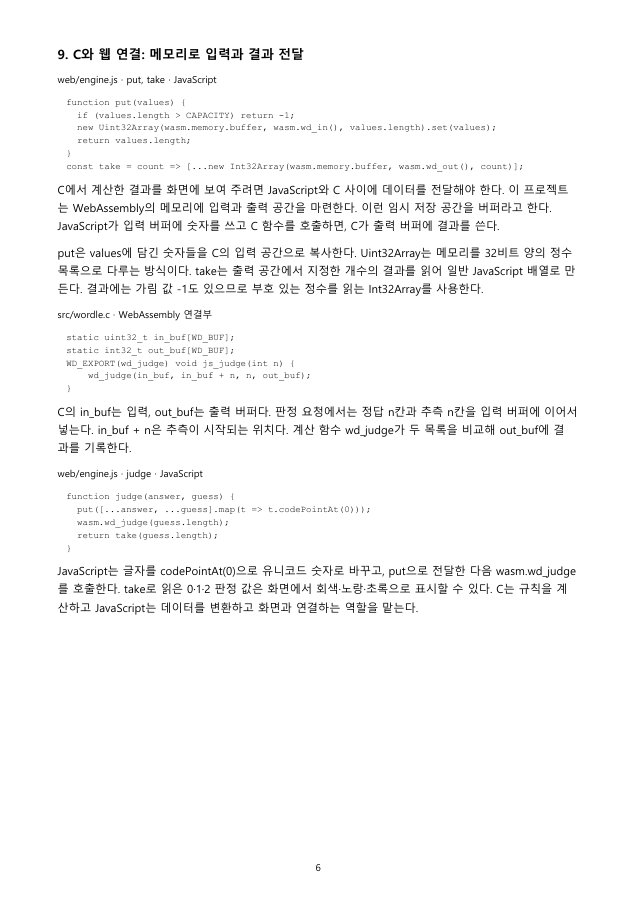 9. C와 웹 연결: 메모리로 입력과 결과 전달
web/engine.js · put, take · JavaScript
function put(values) {
  if (values.length > CAPACITY) return -1;
  new Uint32Array(wasm.memory.buffer, wasm.wd_in(), values.length).set(values);
  return values.length;
}
const take = count => [...new Int32Array(wasm.memory.buffer, wasm.wd_out(), count)];
C에서 계산한 결과를 화면에 보여 주려면 JavaScript와 C 사이에 데이터를 전달해야 한다. 이 프로젝트
는 WebAssembly의 메모리에 입력과 출력 공간을 마련한다. 이런 임시 저장 공간을 버퍼라고 한다.
JavaScript가 입력 버퍼에 숫자를 쓰고 C 함수를 호출하면, C가 출력 버퍼에 결과를 쓴다.
put은 values에 담긴 숫자들을 C의 입력 공간으로 복사한다. Uint32Array는 메모리를 32비트 양의 정수
목록으로 다루는 방식이다. take는 출력 공간에서 지정한 개수의 결과를 읽어 일반 JavaScript 배열로 만
든다. 결과에는 가림 값 -1도 있으므로 부호 있는 정수를 읽는 Int32Array를 사용한다.
src/wordle.c · WebAssembly 연결부
static uint32_t in_buf[WD_BUF];
static int32_t out_buf[WD_BUF];
WD_EXPORT(wd_judge) void js_judge(int n) {
    wd_judge(in_buf, in_buf + n, n, out_buf);
}
C의 in_buf는 입력, out_buf는 출력 버퍼다. 판정 요청에서는 정답 n칸과 추측 n칸을 입력 버퍼에 이어서
넣는다. in_buf + n은 추측이 시작되는 위치다. 계산 함수 wd_judge가 두 목록을 비교해 out_buf에 결
과를 기록한다.
web/engine.js · judge · JavaScript
function judge(answer, guess) {
  put([...answer, ...guess].map(t => t.codePointAt(0)));
  wasm.wd_judge(guess.length);
  return take(guess.length);
}
JavaScript는 글자를 codePointAt(0)으로 유니코드 숫자로 바꾸고, put으로 전달한 다음 wasm.wd_judge
를 호출한다. take로 읽은 0·1·2 판정 값은 화면에서 회색·노랑·초록으로 표시할 수 있다. C는 규칙을 계
산하고 JavaScript는 데이터를 변환하고 화면과 연결하는 역할을 맡는다.
6